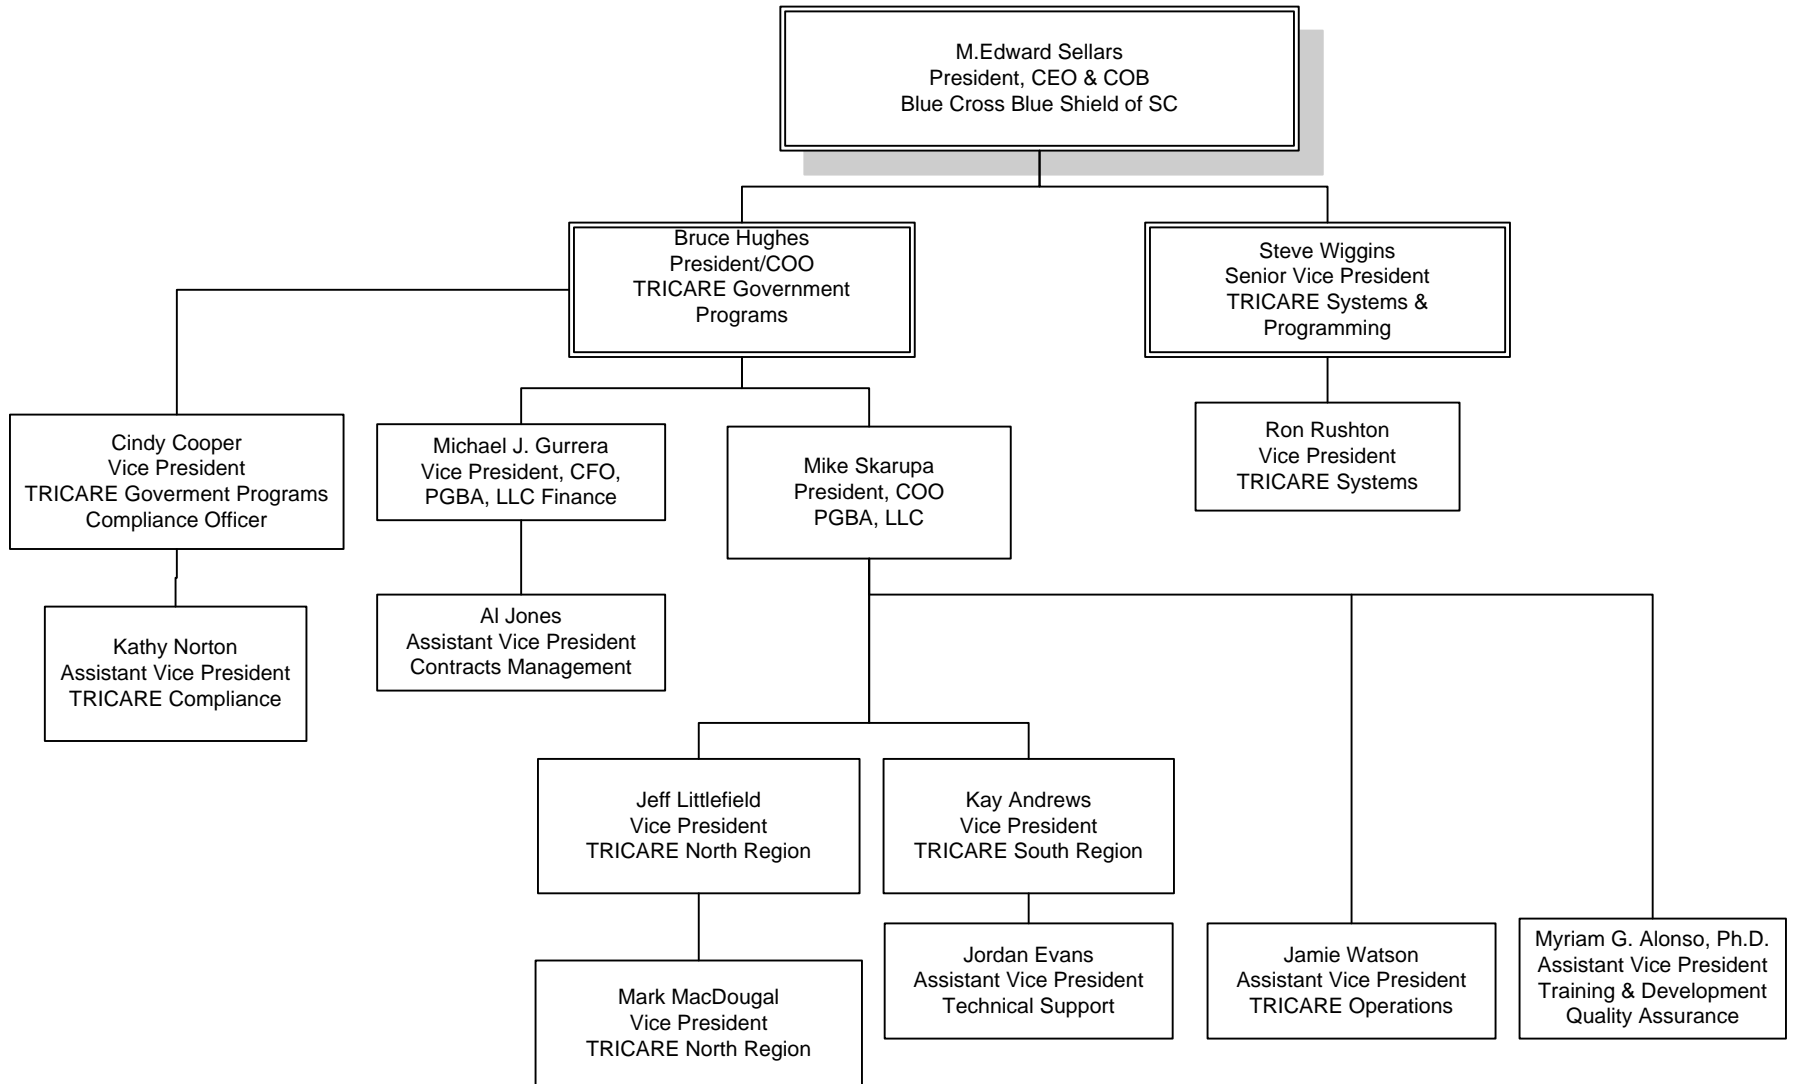 M.Edward Sellars
President, CEO & COB
Blue Cross Blue Shield of SC
Bruce Hughes
President/COO
TRICARE Government
Programs
Steve Wiggins
Senior Vice President
TRICARE Systems &
Programming
Cindy Cooper
Vice President
TRICARE Goverment Programs
Compliance Officer
Michael J. Gurrera
Vice President, CFO,
PGBA, LLC Finance
Mike Skarupa
President, COO
PGBA, LLC
Ron Rushton
Vice President
TRICARE Systems
Kathy Norton
Assistant Vice President
TRICARE Compliance
Al Jones
Assistant Vice President
Contracts Management
Jeff Littlefield
Vice President
TRICARE North Region
Kay Andrews
Vice President
TRICARE South Region
Mark MacDougal
Vice President
TRICARE North Region
Jordan Evans
Assistant Vice President
Technical Support
Jamie Watson
Assistant Vice President
TRICARE Operations
Myriam G. Alonso, Ph.D.
Assistant Vice President
Training & Development
Quality Assurance